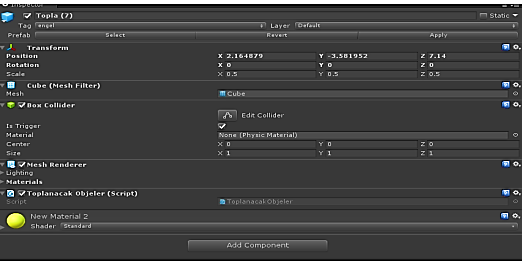 Inspector
Topla (7) Static
Tag engel Layer Default
Prefab Select Revert Apply
Transform
Position X 2.164879 Y -3.581952 Z 7.14
Rotation X 0 Y 0 Z 0
Scale X 0.5 Y 0.5 Z 0.5
Cube (Mesh Filter)
Mesh Cube
Box Collider
Edit Collider
Is Trigger
Material None (Physic Material)
Center X 0 Y 0 Z 0
Size X 1 Y 1 Z 1
Mesh Renderer
Lighting
Materials
Toplanacak Objeler (Script)
Script ToplanacakObjeler
New Material 2
Shader Standard
Add Component